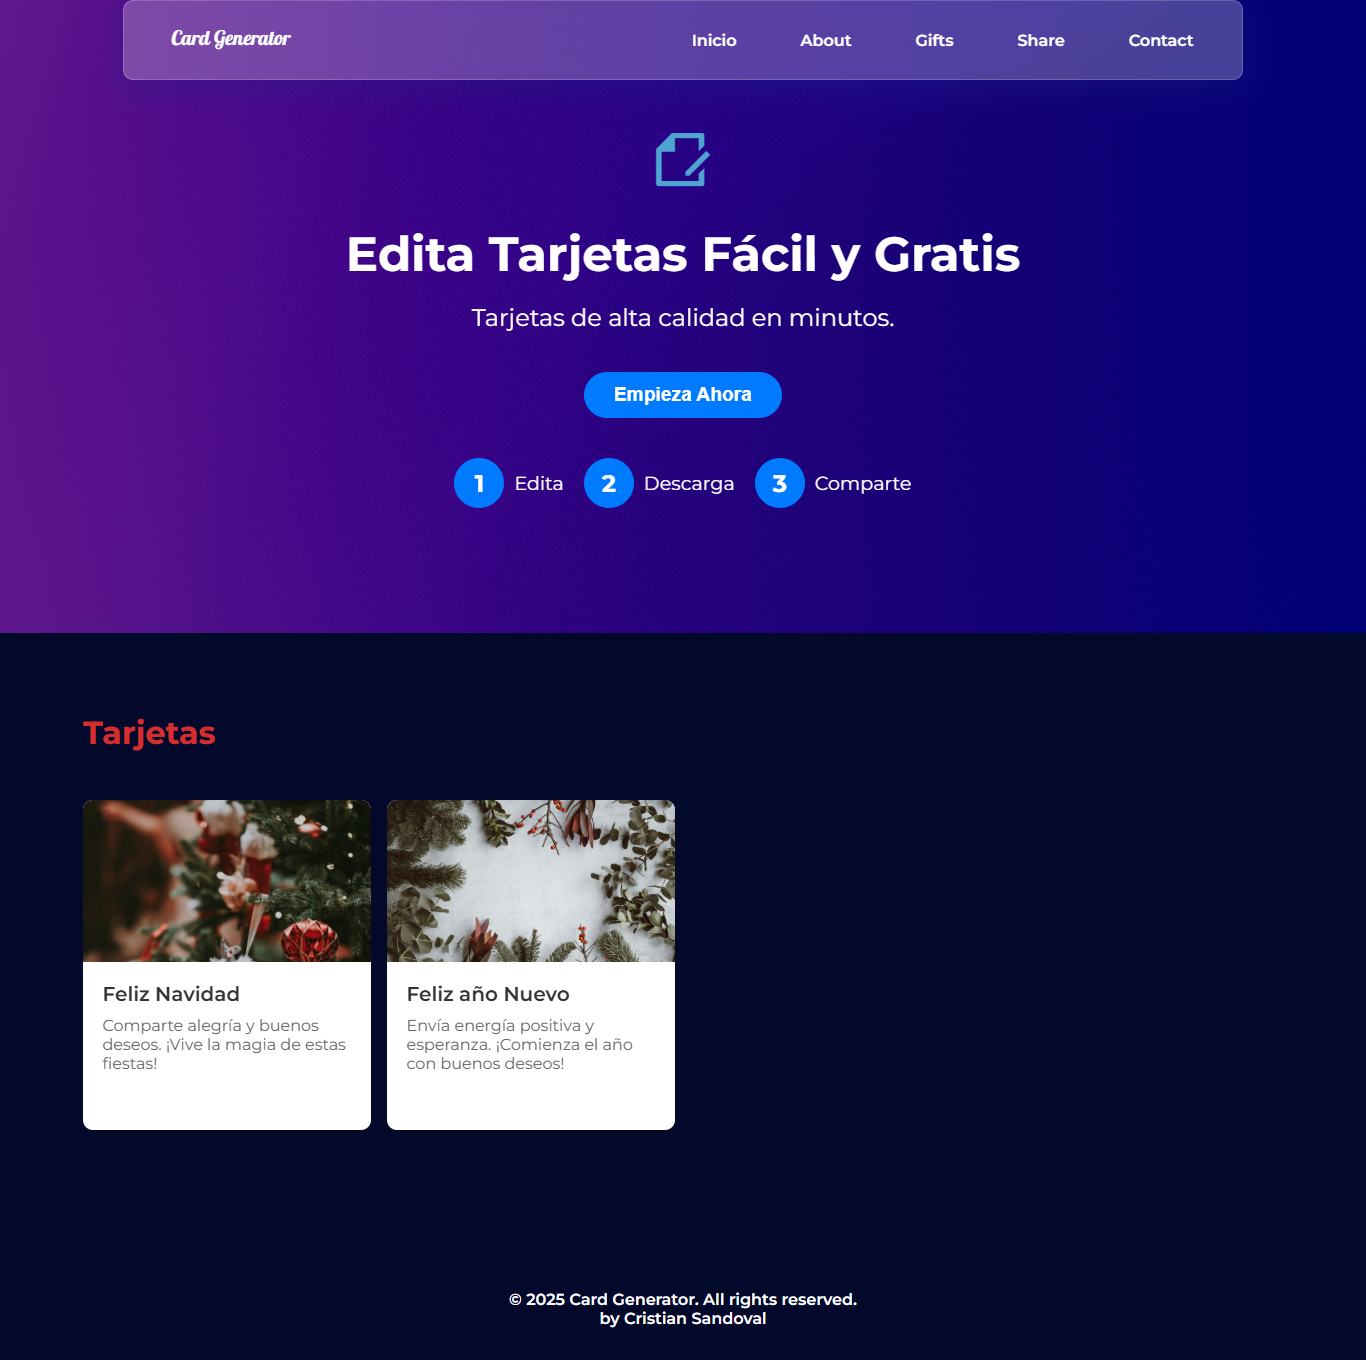 Card Generator
Inicio
About
Gifts
Share
Contact
Edita Tarjetas Fácil y Gratis
Tarjetas de alta calidad en minutos.
Empieza Ahora
1 Edita
2 Descarga
3 Comparte
Tarjetas
Feliz Navidad
Comparte alegría y buenos
deseos. ¡Vive la magia de estas
fiestas!
Feliz año Nuevo
Envía energía positiva y
esperanza. ¡Comienza el año
con buenos deseos!
© 2025 Card Generator. All rights reserved.
by Cristian Sandoval